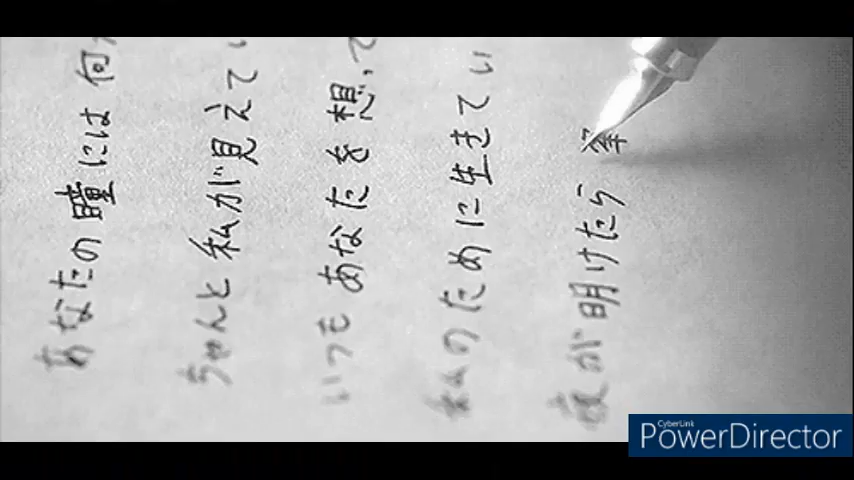 あなたの瞳には何
ちゃんと私が見えてい
いつもあなたを想って
私のために生きてい
夜が明けたら
CyberLink
PowerDirector